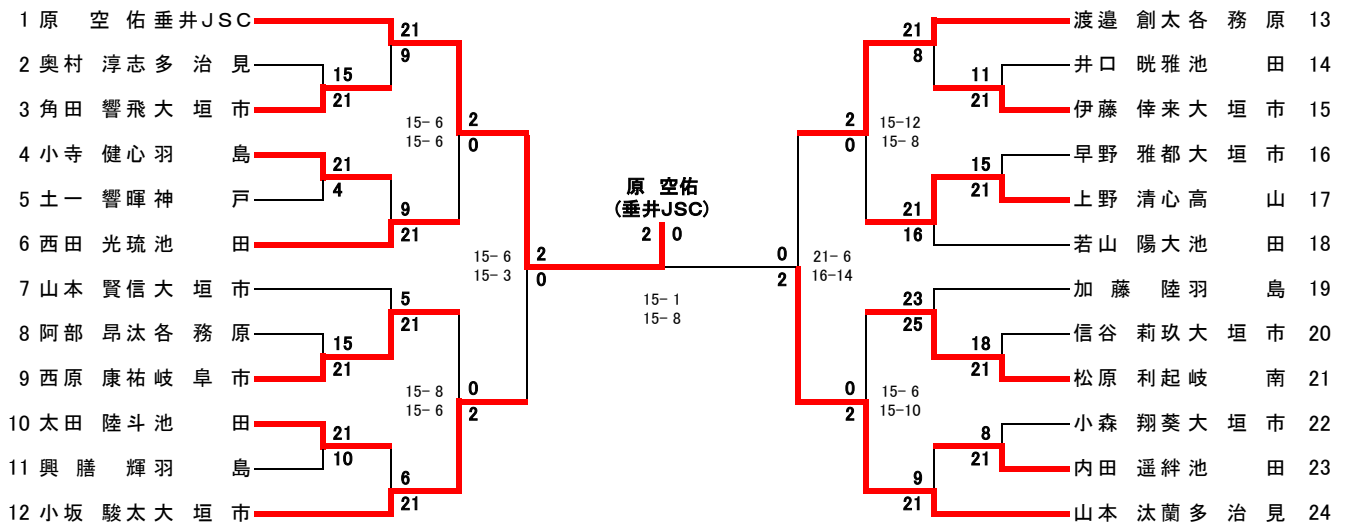 1 原 空 佑 垂井JSC
21
9
2 奥村 淳志 多治見
15
21
3 角田 響飛 大垣市
15- 6
15- 6
2
0
4 小寺 健心 羽島
21
4
5 土一 響暉 神戸
9
21
6 西田 光琉 池田
15- 6
15- 3
2
0
7 山本 賢信 大垣市
5
21
8 阿部 昂汰 各務原
15
21
9 西原 康祐 岐阜市
15- 8
15- 6
0
2
10 太田 陸斗 池田
21
10
11 興膳 輝 羽島
6
21
12 小坂 駿太 大垣市
原 空佑
(垂井JSC)
2 0
15- 1
15- 8
渡邉 創太 各務原 13
21
8
井口 晄雅 池田 14
11
21
伊藤 倖来 大垣市 15
2
0
15-12
15- 8
早野 雅都 大垣市 16
15
21
上野 清心 高山 17
21
16
若山 陽大 池田 18
0
2
21- 6
16-14
加藤 陸 羽島 19
23
25
信谷 莉玖 大垣市 20
18
21
松原 利起 岐南 21
0
2
15- 6
15-10
小森 翔葵 大垣市 22
8
21
内田 遥絆 池田 23
9
21
山本 汰蘭 多治見 24